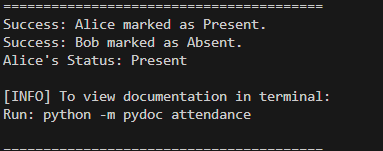 ========================================
Success: Alice marked as Present.
Success: Bob marked as Absent.
Alice's Status: Present
[INFO] To view documentation in terminal:
Run: python -m pydoc attendance
========================================